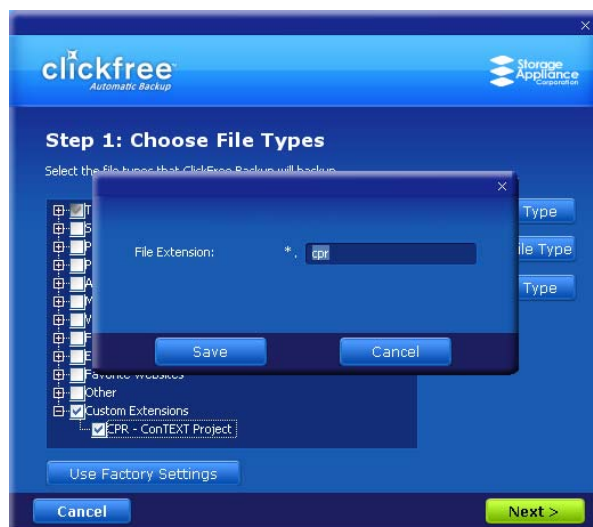 ×
clickfree
Automatic Backup
Storage
Appliance
Corporation
Step 1: Choose File Types
Select the file types that ClickFree Backup will backup
×
T
S
P
P
A
M
V
F
E
Type
ile Type
Type
File Extension: *. cpr
Save Cancel
Favorite Websites
Other
Custom Extensions
CPR - ConTEXT Project
Use Factory Settings
Cancel Next >